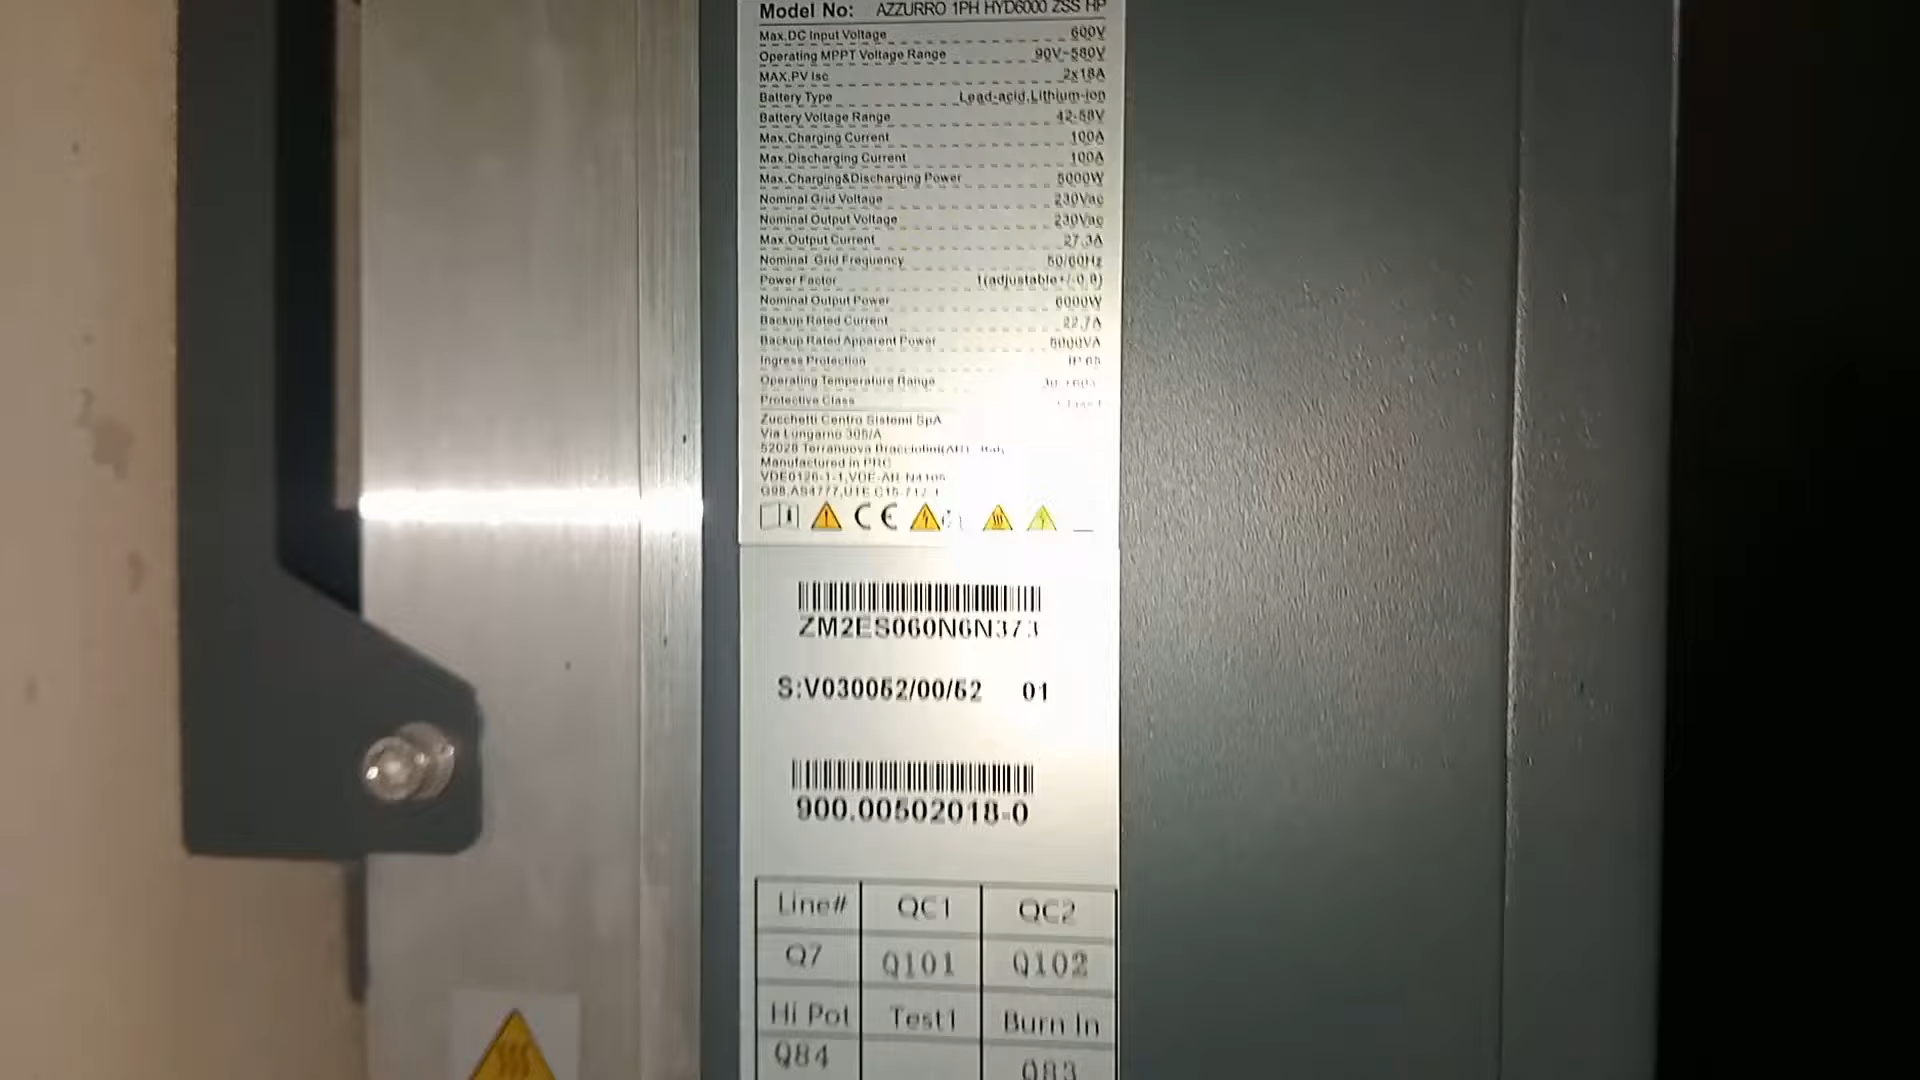 Model No: AZZURRO 1PH HYD6000 ZSS HP
Max.DC Input Voltage 600V
Operating MPPT Voltage Range 90V~580V
MAX.PV Isc 2x18A
Battery Type Lead-acid,Lithium-ion
Battery Voltage Range 42-58V
Max.Charging Current 100A
Max.Discharging Current 100A
Max.Charging&Discharging Power 5000W
Nominal Grid Voltage 230Vac
Nominal Output Voltage 230Vac
Max.Output Current 27.3A
Nominal Grid Frequency 50/60Hz
Power Factor 1(adjustable+/-0.8)
Nominal Output Power 6000W
Backup Rated Current 22.7A
Backup Rated Apparent Power 5000VA
Ingress Protection IP 65
Operating Temperature Range
Protective Class Class I
Zucchetti Centro Sistemi SpA
Via Lungarno 305/A
52028 Terranuova Bracciolini(AR) Italy
Manufactured in PRC
VDE0126-1-1,VDE-AR-N4105
G98,AS4777,UTE C15-712-1
CE
ZM2ES060N6N373
S:V030052/00/52 01
900.00502018-0
Line# QC1 QC2
Q7 Q101 Q102
Hi Pot Test1 Burn In
Q84 Q83